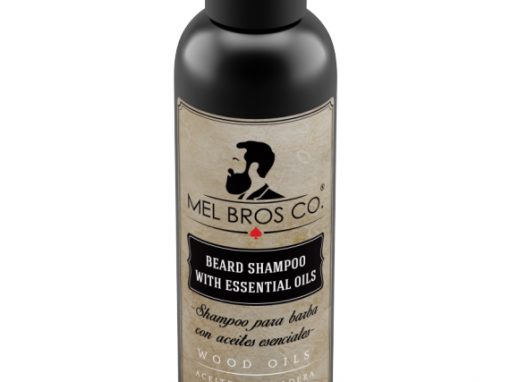 MEL BROS CO.®
BEARD SHAMPOO
WITH ESSENTIAL OILS
-Shampoo para barba
con aceites esenciales-
WOOD OILS